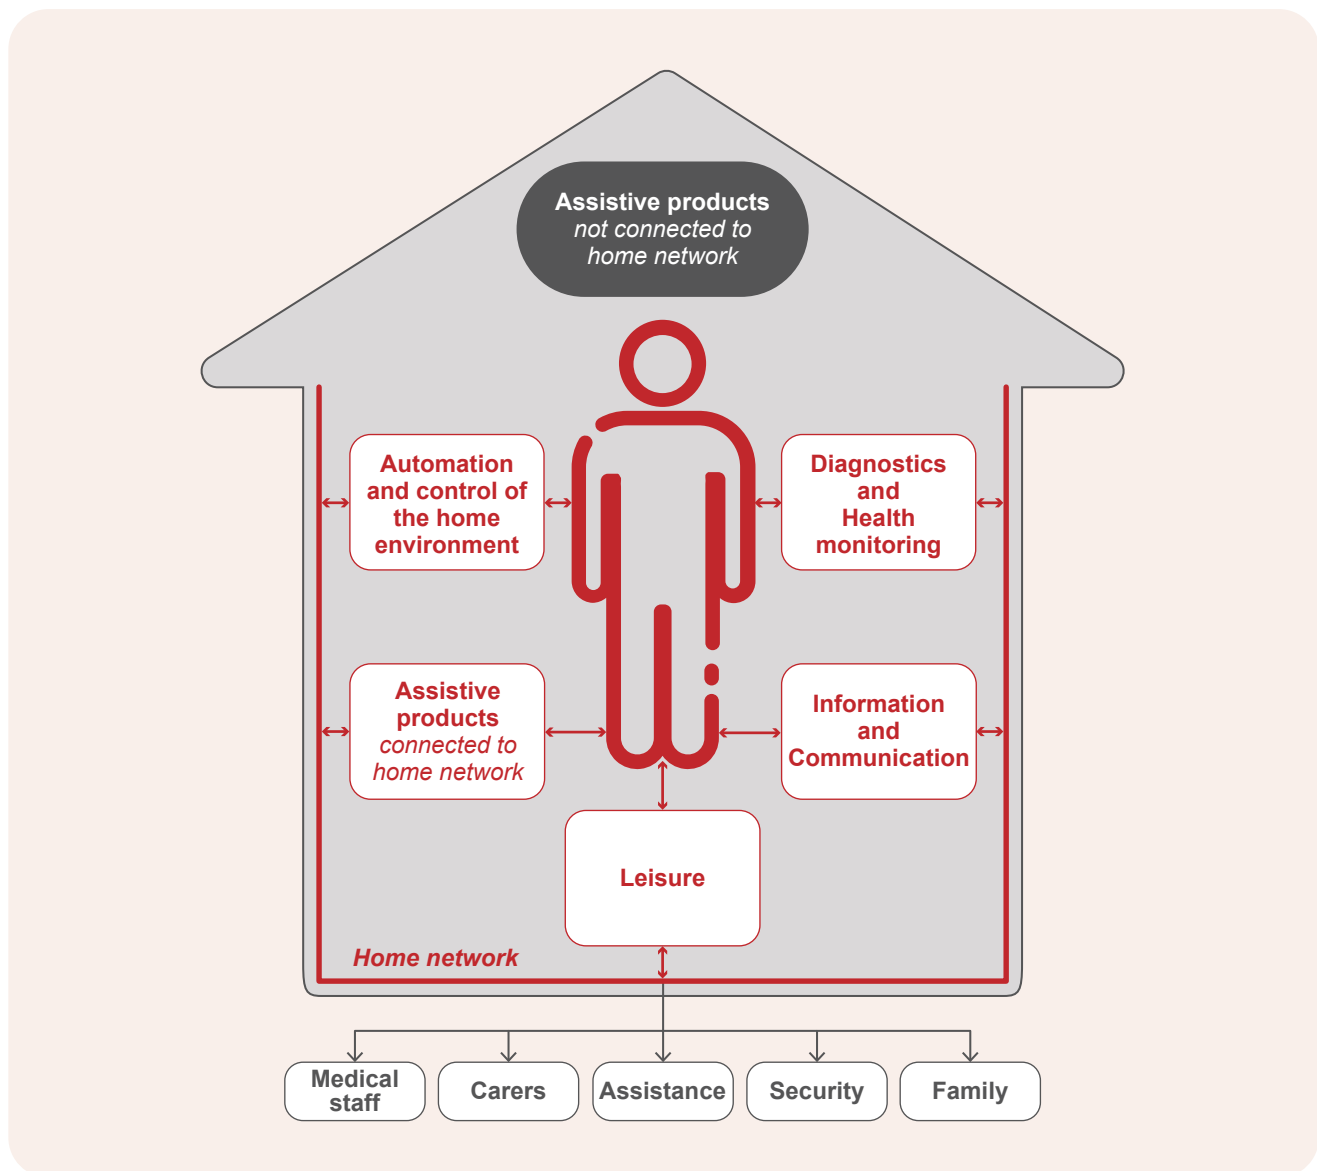 Assistive products
not connected to
home network
Automation
and control of
the home
environment
Diagnostics
and
Health
monitoring
Assistive
products
connected to
home network
Information
and
Communication
Leisure
Home network
Medical
staff
Carers
Assistance
Security
Family